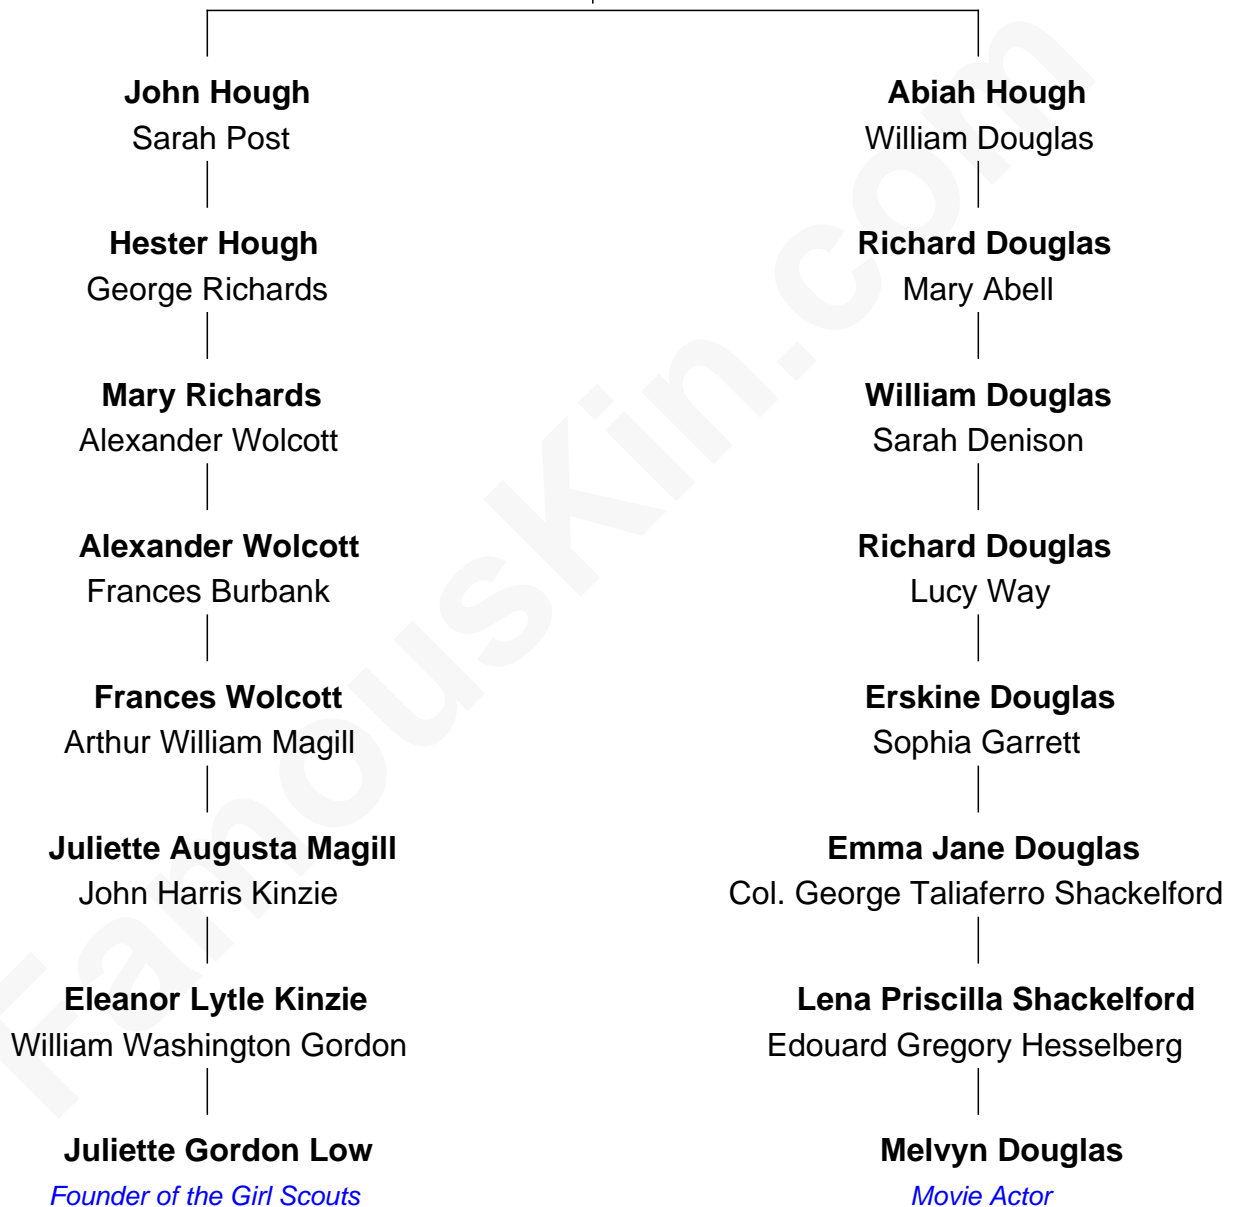 John Hough
Sarah Post
Abiah Hough
William Douglas
Hester Hough
George Richards
Richard Douglas
Mary Abell
Mary Richards
Alexander Wolcott
William Douglas
Sarah Denison
Alexander Wolcott
Frances Burbank
Richard Douglas
Lucy Way
Frances Wolcott
Arthur William Magill
Erskine Douglas
Sophia Garrett
Juliette Augusta Magill
John Harris Kinzie
Emma Jane Douglas
Col. George Taliaferro Shackelford
Eleanor Lytle Kinzie
William Washington Gordon
Lena Priscilla Shackelford
Edouard Gregory Hesselberg
Juliette Gordon Low
Founder of the Girl Scouts
Melvyn Douglas
Movie Actor
FamousKin.com